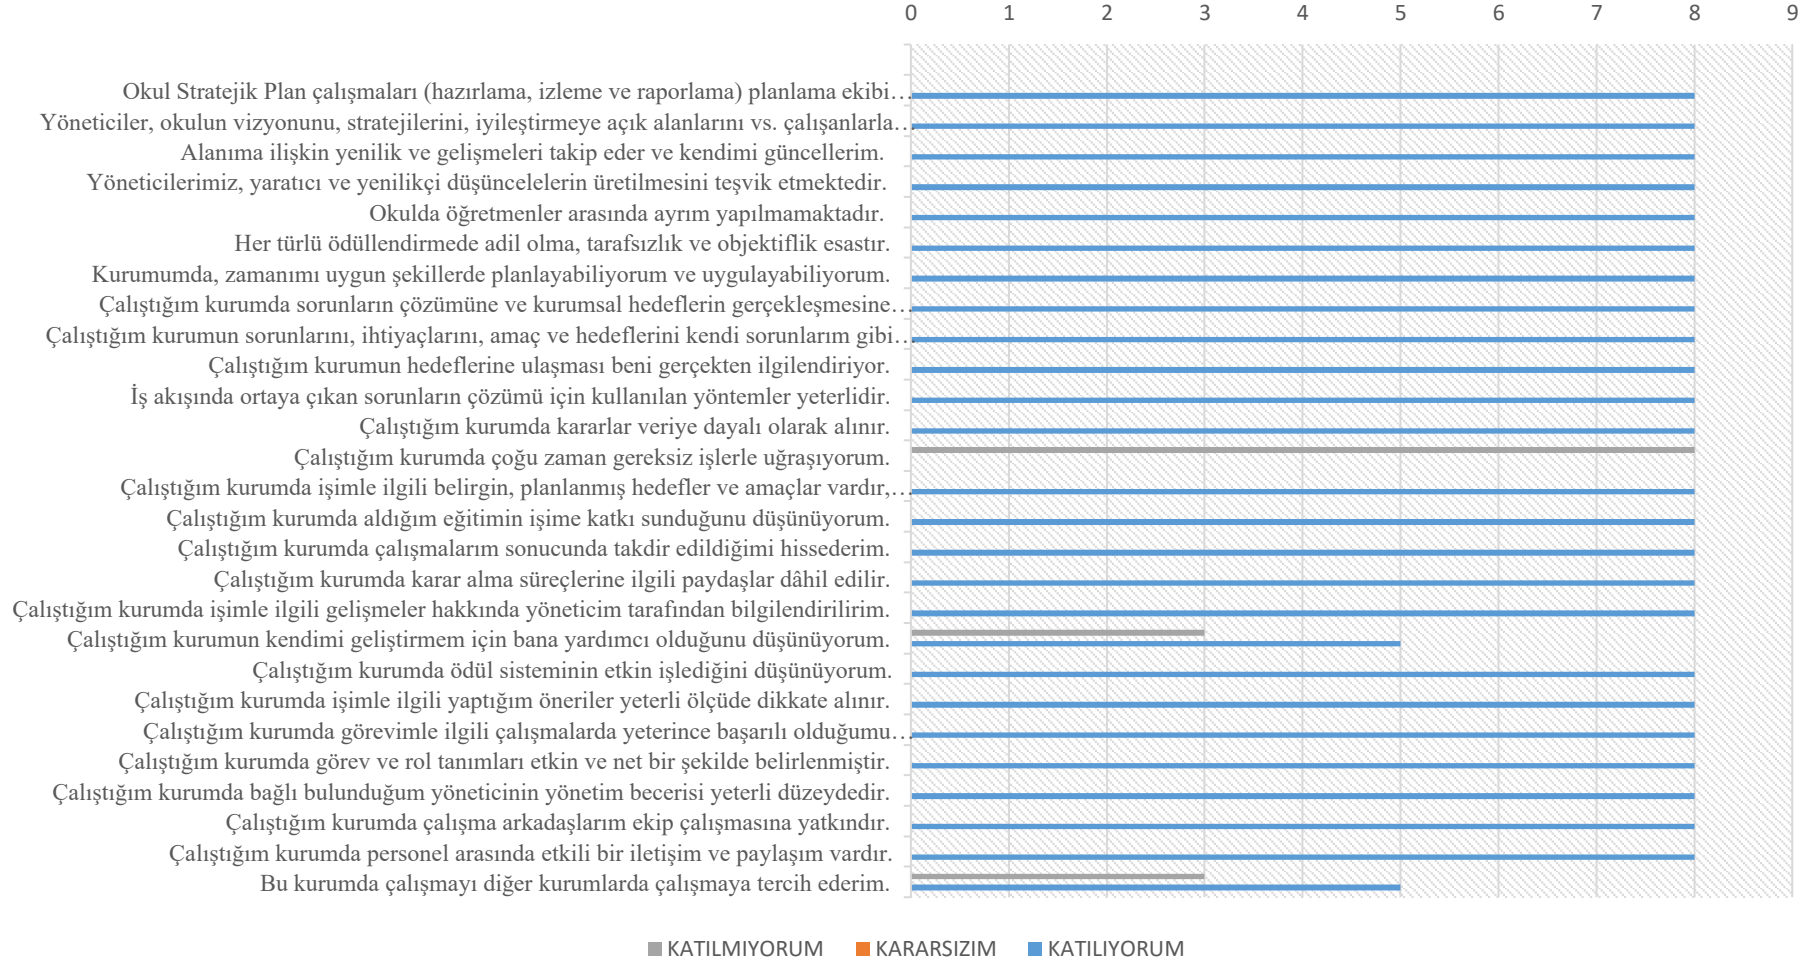 0 1 2 3 4 5 6 7 8 9
Okul Stratejik Plan çalışmaları (hazırlama, izleme ve raporlama) planlama ekibi…
Yöneticiler, okulun vizyonunu, stratejilerini, iyileştirmeye açık alanlarını vs. çalışanlarla…
Alanıma ilişkin yenilik ve gelişmeleri takip eder ve kendimi güncellerim.
Yöneticilerimiz, yaratıcı ve yenilikçi düşüncelelerin üretilmesini teşvik etmektedir.
Okulda öğretmenler arasında ayrım yapılmamaktadır.
Her türlü ödüllendirmede adil olma, tarafsızlık ve objektiflik esastır.
Kurumumda, zamanımı uygun şekillerde planlayabiliyorum ve uygulayabiliyorum.
Çalıştığım kurumda sorunların çözümüne ve kurumsal hedeflerin gerçekleşmesine…
Çalıştığım kurumun sorunlarını, ihtiyaçlarını, amaç ve hedeflerini kendi sorunlarım gibi…
Çalıştığım kurumun hedeflerine ulaşması beni gerçekten ilgilendiriyor.
İş akışında ortaya çıkan sorunların çözümü için kullanılan yöntemler yeterlidir.
Çalıştığım kurumda kararlar veriye dayalı olarak alınır.
Çalıştığım kurumda çoğu zaman gereksiz işlerle uğraşıyorum.
Çalıştığım kurumda işimle ilgili belirgin, planlanmış hedefler ve amaçlar vardır,…
Çalıştığım kurumda aldığım eğitimin işime katkı sunduğunu düşünüyorum.
Çalıştığım kurumda çalışmalarım sonucunda takdir edildiğimi hissederim.
Çalıştığım kurumda karar alma süreçlerine ilgili paydaşlar dâhil edilir.
Çalıştığım kurumda işimle ilgili gelişmeler hakkında yöneticim tarafından bilgilendirilirim.
Çalıştığım kurumun kendimi geliştirmem için bana yardımcı olduğunu düşünüyorum.
Çalıştığım kurumda ödül sisteminin etkin işlediğini düşünüyorum.
Çalıştığım kurumda işimle ilgili yaptığım öneriler yeterli ölçüde dikkate alınır.
Çalıştığım kurumda görevimle ilgili çalışmalarda yeterince başarılı olduğumu…
Çalıştığım kurumda görev ve rol tanımları etkin ve net bir şekilde belirlenmiştir.
Çalıştığım kurumda bağlı bulunduğum yöneticinin yönetim becerisi yeterli düzeydedir.
Çalıştığım kurumda çalışma arkadaşlarım ekip çalışmasına yatkındır.
Çalıştığım kurumda personel arasında etkili bir iletişim ve paylaşım vardır.
Bu kurumda çalışmayı diğer kurumlarda çalışmaya tercih ederim.
KATILMIYORUM KARARSIZIM KATILIYORUM